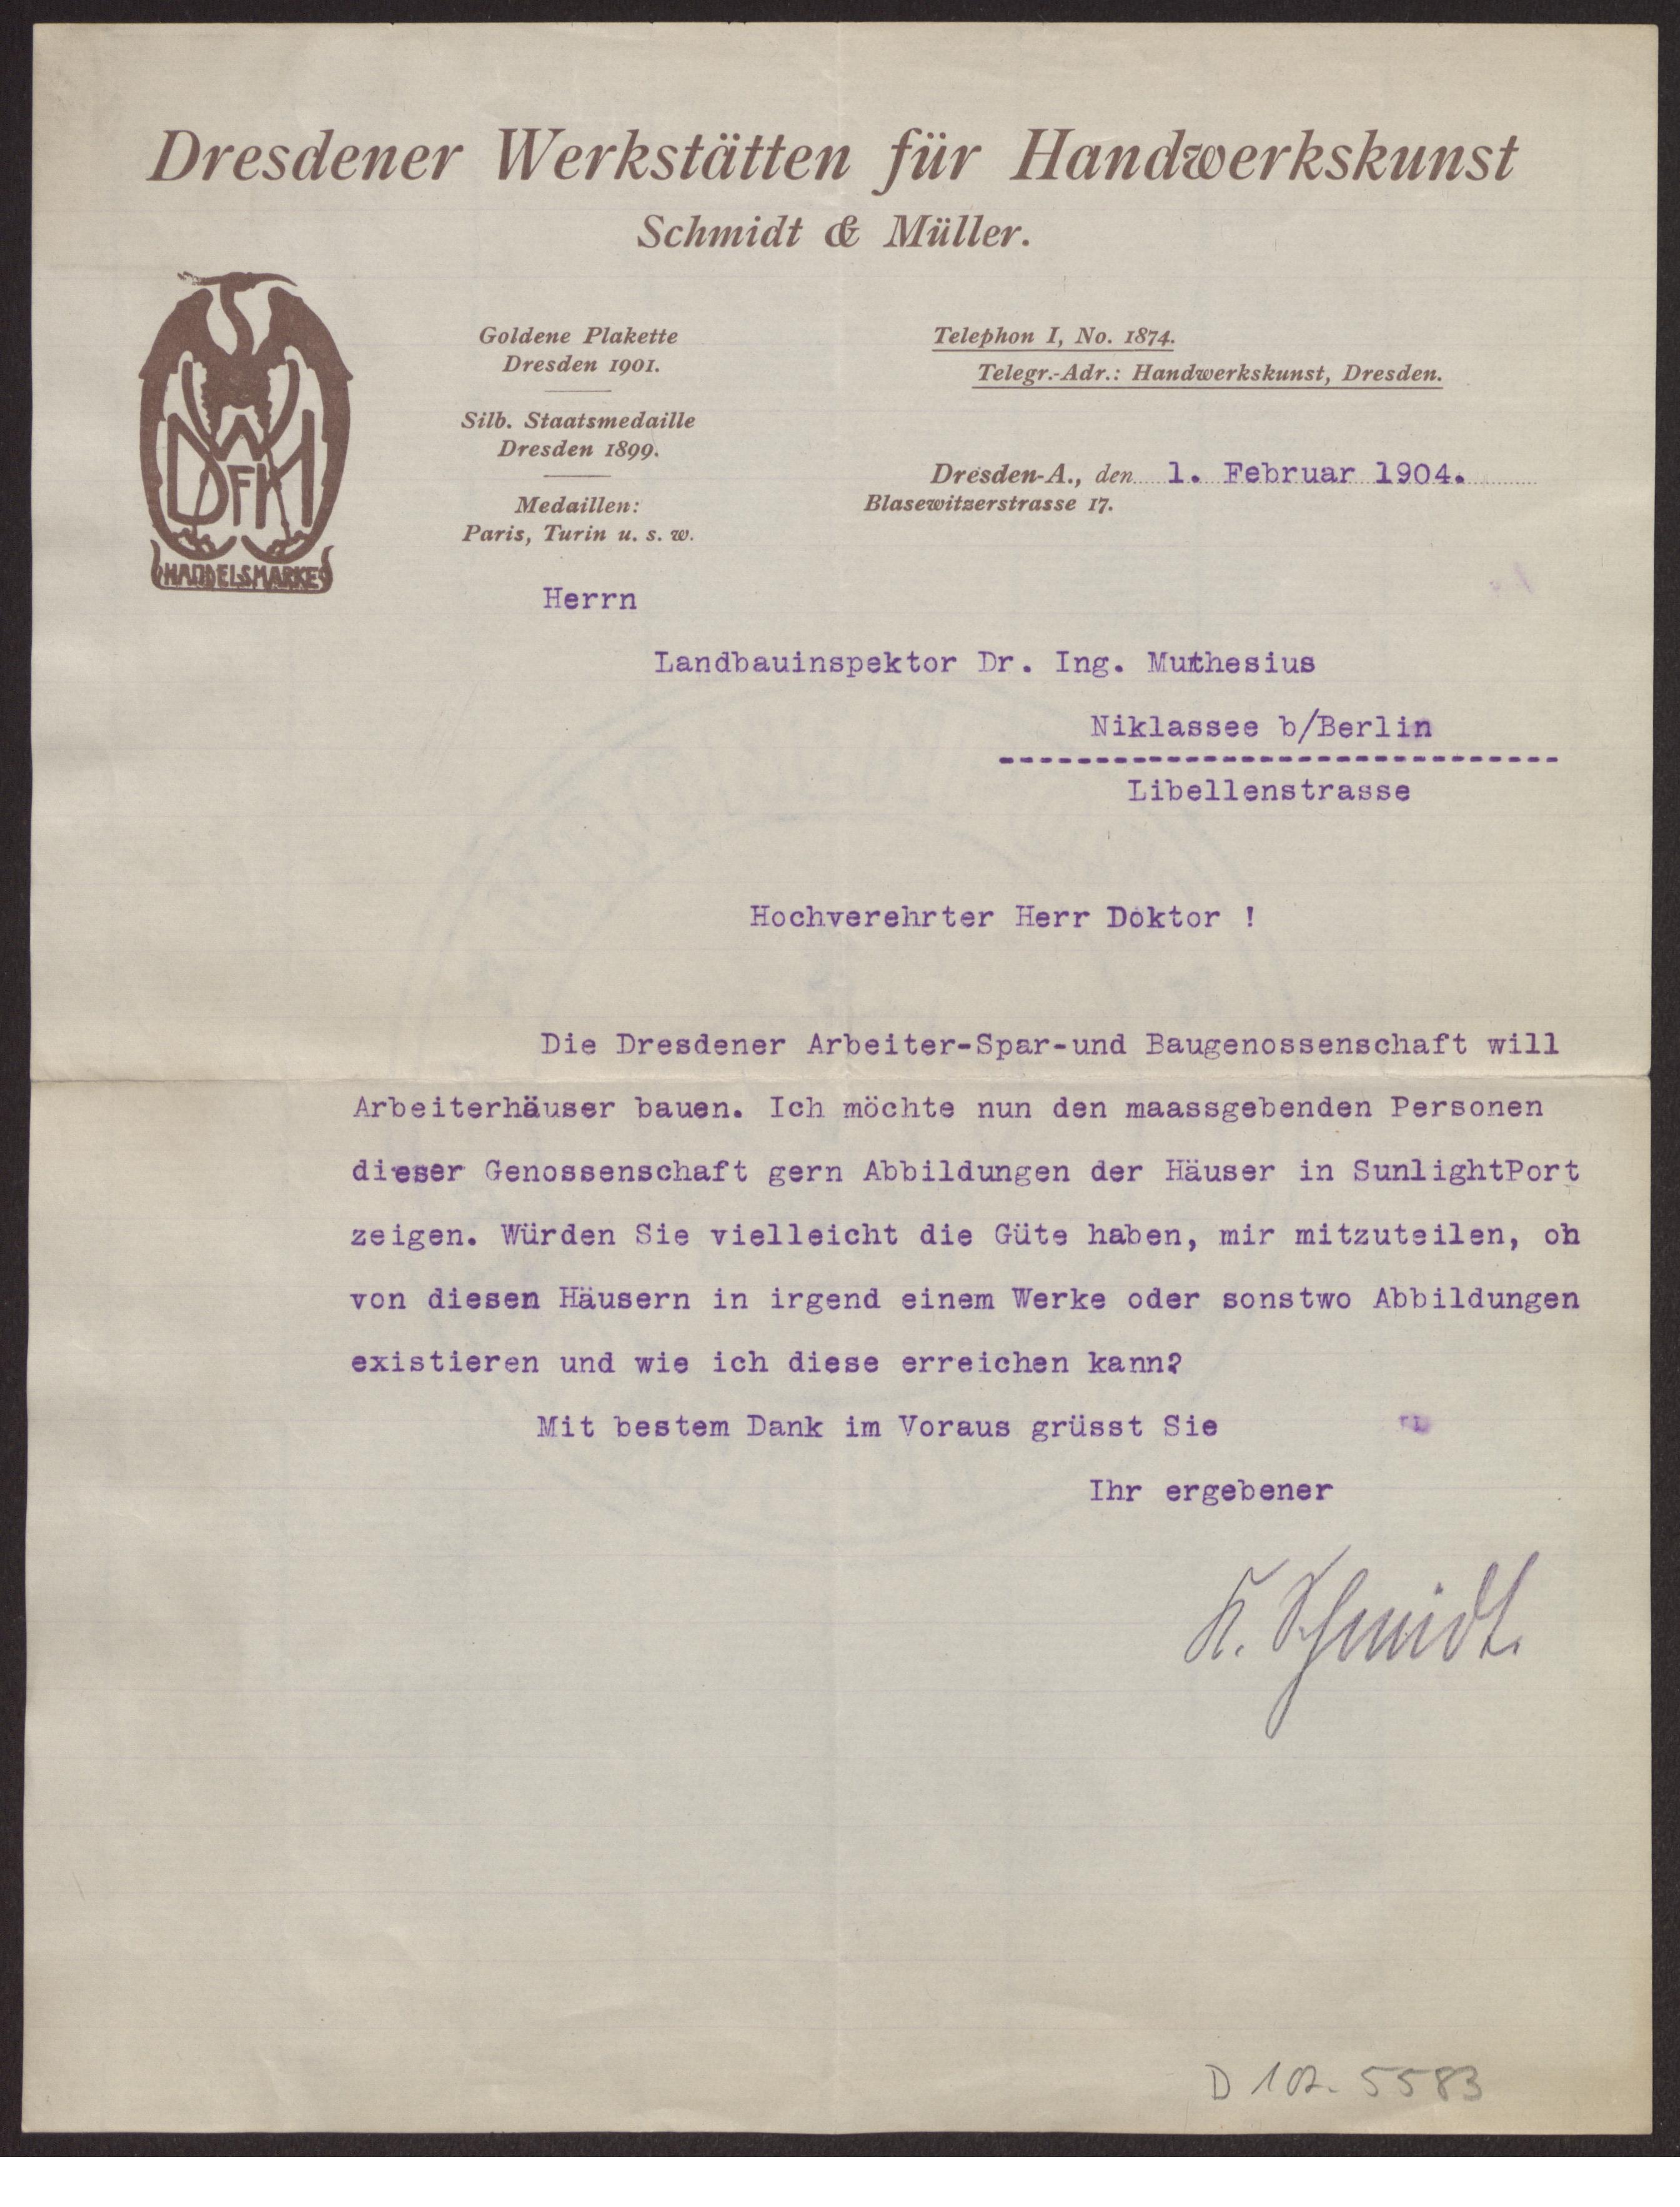 Dresdener Werkstätten für Handwerkskunst
Schmidt & Müller.
DWFHK
HANDELSMARKE
Goldene Plakette
Dresden 1901.
Silb. Staatsmedaille
Dresden 1899.
Medaillen:
Paris, Turin u. s. w.
Telephon I, No. 1874.
Telegr.-Adr.: Handwerkskunst, Dresden.
Dresden-A., den 1. Februar 1904.
Blasewitzerstrasse 17.
Herrn
Landbauinspektor Dr. Ing. Muthesius
Niklassee b/Berlin
Libellenstrasse
Hochverehrter Herr Doktor !
Die Dresdener Arbeiter-Spar-und Baugenossenschaft will
Arbeiterhäuser bauen. Ich möchte nun den maassgebenden Personen
dieser Genossenschaft gern Abbildungen der Häuser in SunlightPort
zeigen. Würden Sie vielleicht die Güte haben, mir mitzuteilen, oh
von diesen Häusern in irgend einem Werke oder sonstwo Abbildungen
existieren und wie ich diese erreichen kann?
Mit bestem Dank im Voraus grüsst Sie
Ihr ergebener
K. Schmidt.
D 102-5583